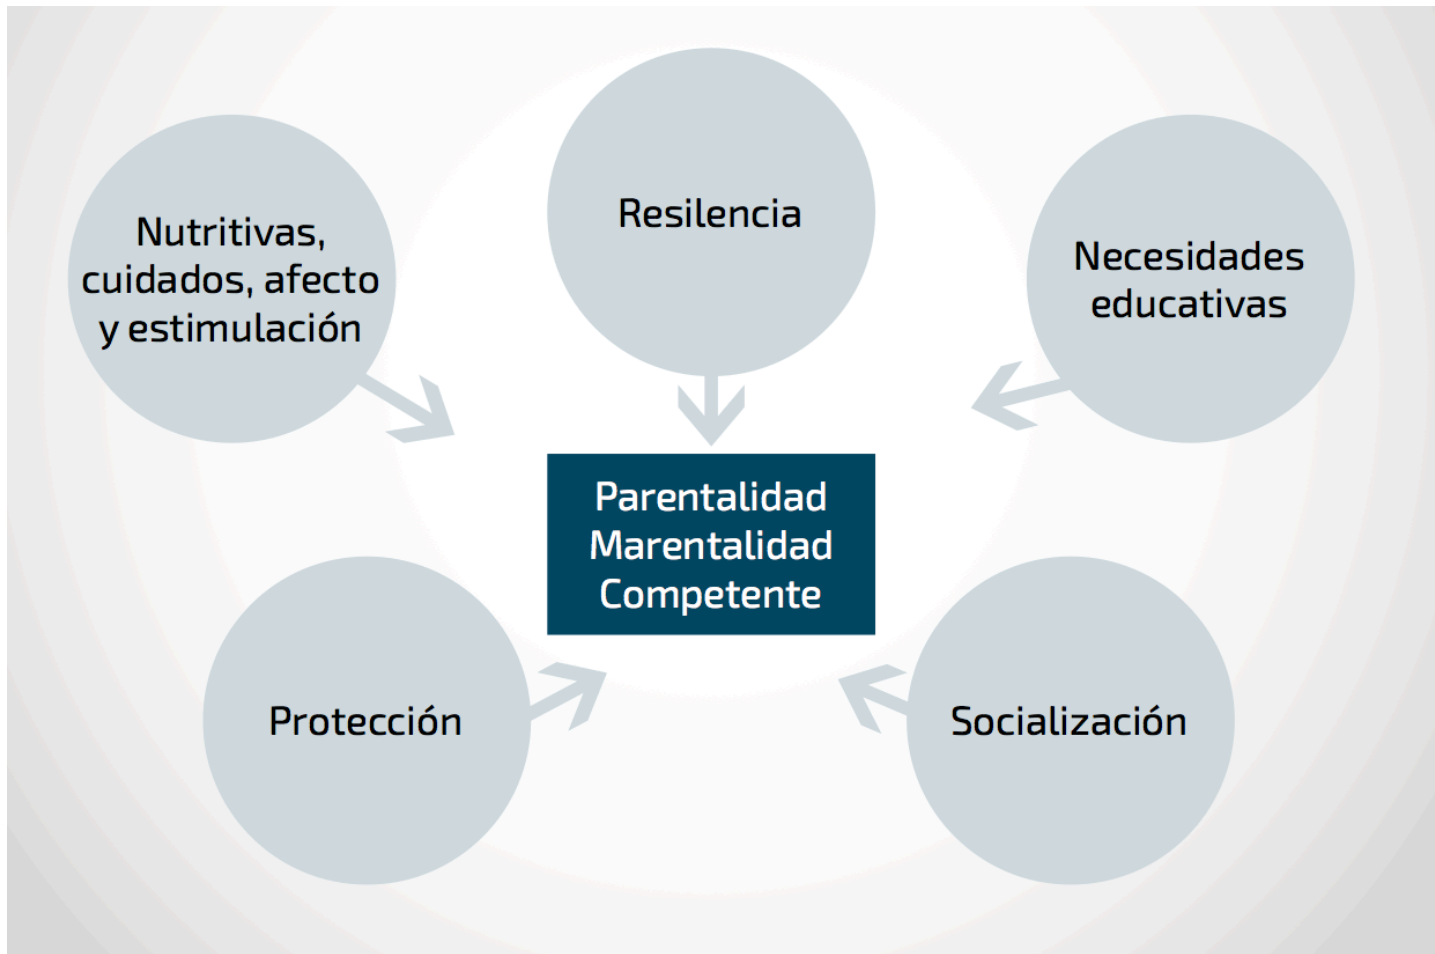 Resilencia
Nutritivas,
cuidados, afecto
y estimulación
Necesidades
educativas
Parentalidad
Marentalidad
Competente
Protección
Socialización